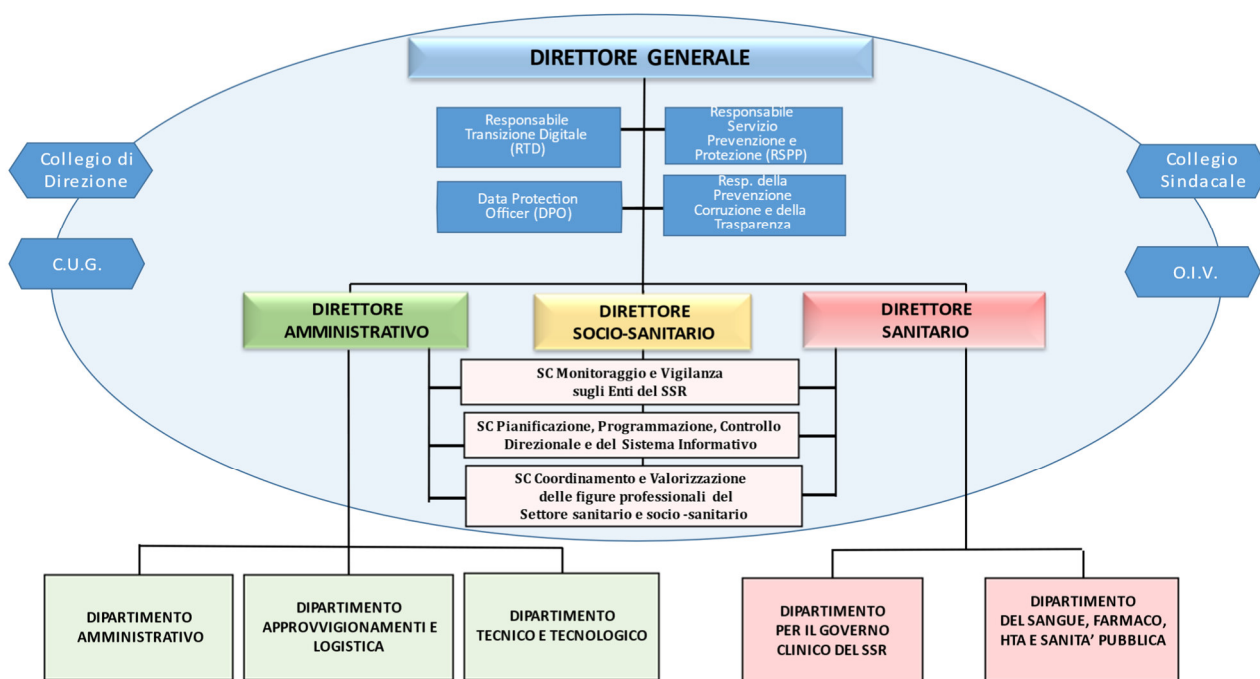 DIRETTORE GENERALE
Responsabile
Transizione Digitale
(RTD)
Responsabile
Servizio
Prevenzione e
Protezione (RSPP)
Collegio di
Direzione
Collegio
Sindacale
Data Protection
Officer (DPO)
Resp. della
Prevenzione
Corruzione e della
Trasparenza
C.U.G.
O.I.V.
DIRETTORE
AMMINISTRATIVO
DIRETTORE
SOCIO-SANITARIO
DIRETTORE
SANITARIO
SC Monitoraggio e Vigilanza
sugli Enti del SSR
SC Pianificazione, Programmazione, Controllo
Direzionale e del Sistema Informativo
SC Coordinamento e Valorizzazione
delle figure professionali del
Settore sanitario e socio -sanitario
DIPARTIMENTO
AMMINISTRATIVO
DIPARTIMENTO
APPROVVIGIONAMENTI E
LOGISTICA
DIPARTIMENTO
TECNICO E TECNOLOGICO
DIPARTIMENTO
PER IL GOVERNO
CLINICO DEL SSR
DIPARTIMENTO
DEL SANGUE, FARMACO,
HTA E SANITA’ PUBBLICA